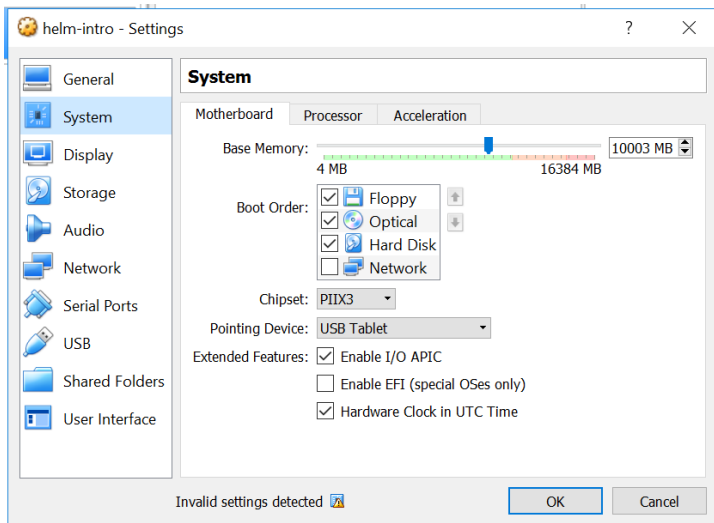 helm-intro - Settings
?
General
System
Display
Storage
Audio
Network
Serial Ports
USB
Shared Folders
User Interface
System
Motherboard Processor Acceleration
Base Memory: 10003 MB
4 MB 16384 MB
Boot Order: Floppy
Optical
Hard Disk
Network
Chipset: PIIX3
Pointing Device: USB Tablet
Extended Features: Enable I/O APIC
Enable EFI (special OSes only)
Hardware Clock in UTC Time
Invalid settings detected OK Cancel